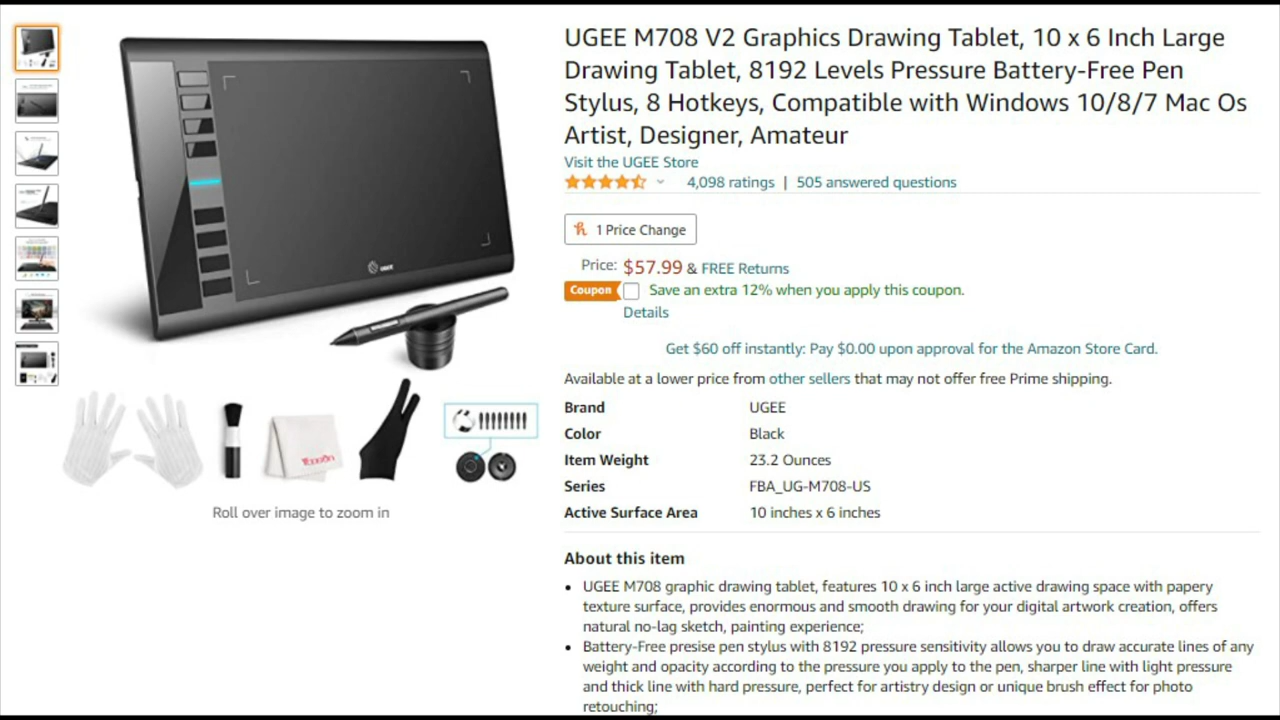 UGEE M708 V2 Graphics Drawing Tablet, 10 x 6 Inch Large
Drawing Tablet, 8192 Levels Pressure Battery-Free Pen
Stylus, 8 Hotkeys, Compatible with Windows 10/8/7 Mac Os
Artist, Designer, Amateur
Visit the UGEE Store
4,098 ratings | 505 answered questions
1 Price Change
Price: $57.99 & FREE Returns
Coupon Save an extra 12% when you apply this coupon.
Details
Get $60 off instantly: Pay $0.00 upon approval for the Amazon Store Card.
Available at a lower price from other sellers that may not offer free Prime shipping.
Brand UGEE
Color Black
Item Weight 23.2 Ounces
Series FBA_UG-M708-US
Active Surface Area 10 inches x 6 inches
About this item
• UGEE M708 graphic drawing tablet, features 10 x 6 inch large active drawing space with papery
texture surface, provides enormous and smooth drawing for your digital artwork creation, offers
natural no-lag sketch, painting experience;
• Battery-Free presise pen stylus with 8192 pressure sensitivity allows you to draw accurate lines of any
weight and opacity according to the pressure you apply to the pen, sharper line with light pressure
and thick line with hard pressure, perfect for artistry design or unique brush effect for photo
retouching;
UGEE
Roll over image to zoom in